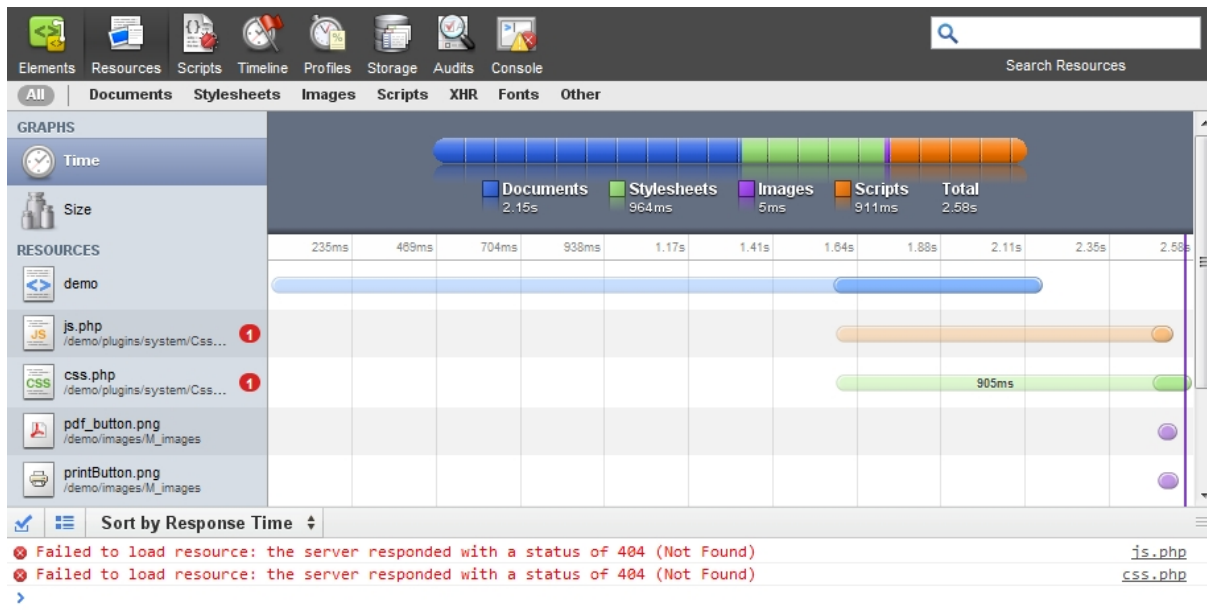 Elements Resources Scripts Timeline Profiles Storage Audits Console
Search Resources
All Documents Stylesheets Images Scripts XHR Fonts Other
GRAPHS
Time
Size
Documents Stylesheets Images Scripts Total
2.15s 964ms 5ms 911ms 2.58s
RESOURCES
235ms 469ms 704ms 938ms 1.17s 1.41s 1.64s 1.88s 2.11s 2.35s 2.58s
demo
js.php
/demo/plugins/system/Css...
1
css.php
/demo/plugins/system/Css...
1
905ms
pdf_button.png
/demo/images/M_images
printButton.png
/demo/images/M_images
Sort by Response Time
Failed to load resource: the server responded with a status of 404 (Not Found) js.php
Failed to load resource: the server responded with a status of 404 (Not Found) css.php